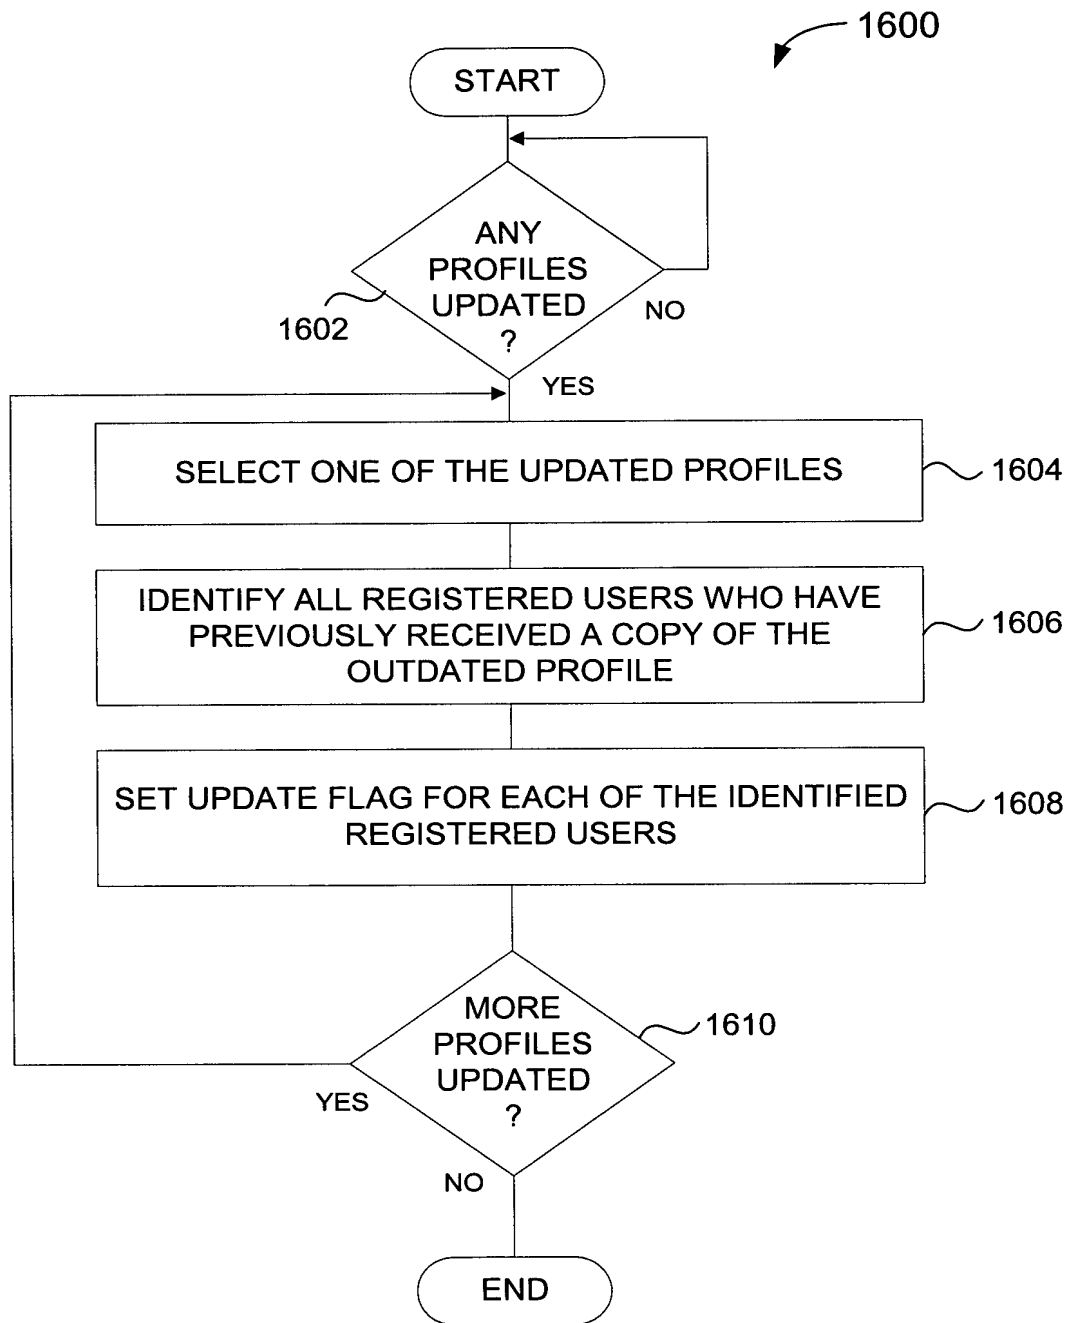 1600
START
ANY
PROFILES
UPDATED
?
1602
NO
YES
SELECT ONE OF THE UPDATED PROFILES
1604
IDENTIFY ALL REGISTERED USERS WHO HAVE
PREVIOUSLY RECEIVED A COPY OF THE
OUTDATED PROFILE
1606
SET UPDATE FLAG FOR EACH OF THE IDENTIFIED
REGISTERED USERS
1608
MORE
PROFILES
UPDATED
?
1610
YES
NO
END